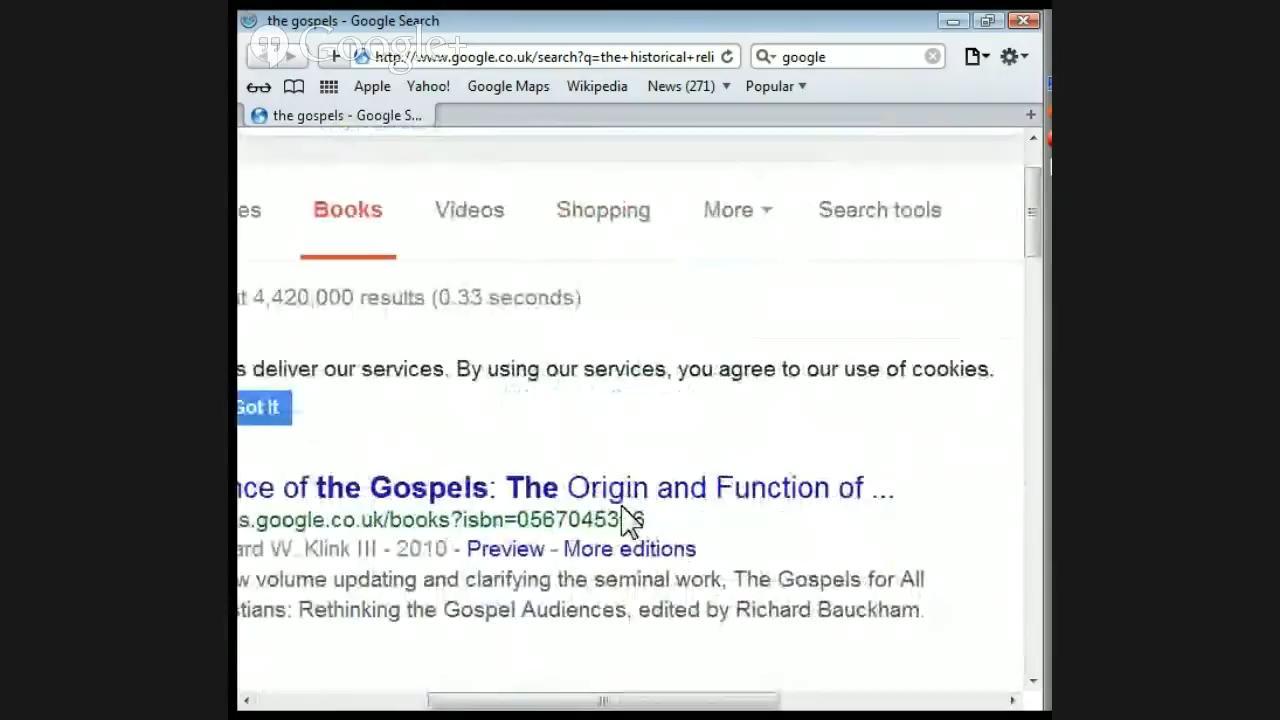 the gospels - Google Search
Google+
http://www.google.co.uk/search?q=the+historical+reli
google
Apple Yahoo! Google Maps Wikipedia News (271) Popular
the gospels - Google S...
es Books Videos Shopping More Search tools
t 4,420,000 results (0.33 seconds)
s deliver our services. By using our services, you agree to our use of cookies.
Got It
nce of the Gospels: The Origin and Function of ...
s.google.co.uk/books?isbn=05670453 6
ard W. Klink III - 2010 - Preview - More editions
w volume updating and clarifying the seminal work, The Gospels for All
stians: Rethinking the Gospel Audiences, edited by Richard Bauckham.